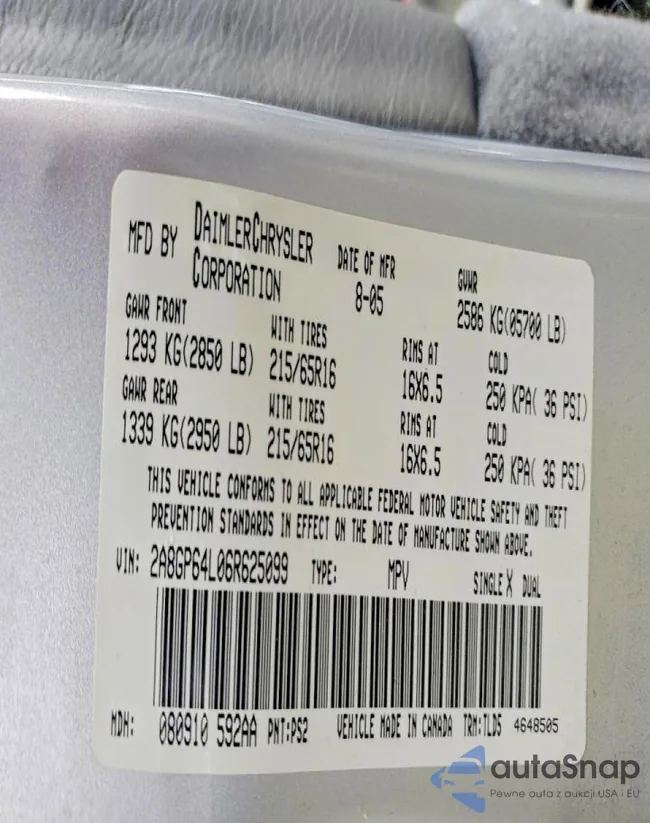 MFD BY DAIMLERCHRYSLER CORPORATION DATE OF MFR 8-05 GVWR 2586 KG(05700 LB)
GAWR FRONT WITH TIRES RIMS AT COLD
1293 KG(2850 LB) 215/65R16 16X6.5 250 KPA( 36 PSI)
GAWR REAR WITH TIRES RIMS AT COLD
1339 KG(2950 LB) 215/65R16 16X6.5 250 KPA( 36 PSI)
THIS VEHICLE CONFORMS TO ALL APPLICABLE FEDERAL MOTOR VEHICLE SAFETY AND THEFT
PREVENTION STANDARDS IN EFFECT ON THE DATE OF MANUFACTURE SHOWN ABOVE.
VIN: 2A8GP64L06R625099 TYPE: MPV SINGLE X DUAL
MDH: 080910 592AA PNT:PS2 VEHICLE MADE IN CANADA TRM:TLD5 4648505
autaSnap
Pewne auta z aukcji USA i EU